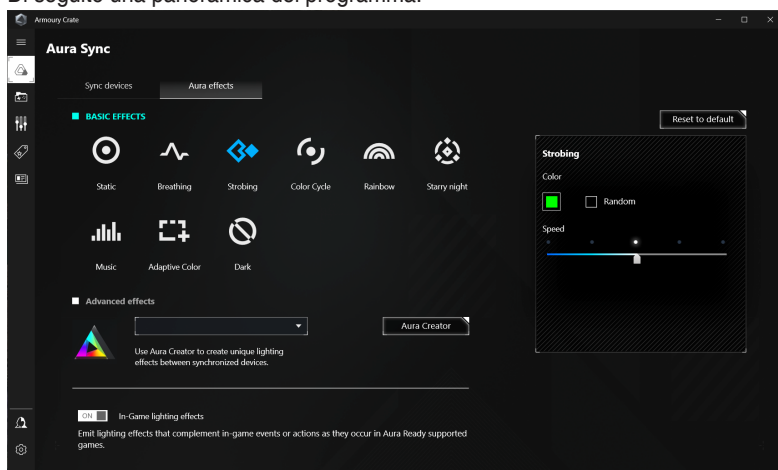 Di seguito una panoramica del programma:
Armoury Crate
Aura Sync
Sync devices
Aura effects
BASIC EFFECTS
Reset to default
Static
Breathing
Strobing
Color Cycle
Rainbow
Starry night
Music
Adaptive Color
Dark
Strobing
Color
Random
Speed
Advanced effects
Aura Creator
Use Aura Creator to create unique lighting
effects between synchronized devices.
ON
In-Game lighting effects
Emit lighting effects that complement in-game events or actions as they occur in Aura Ready supported
games.